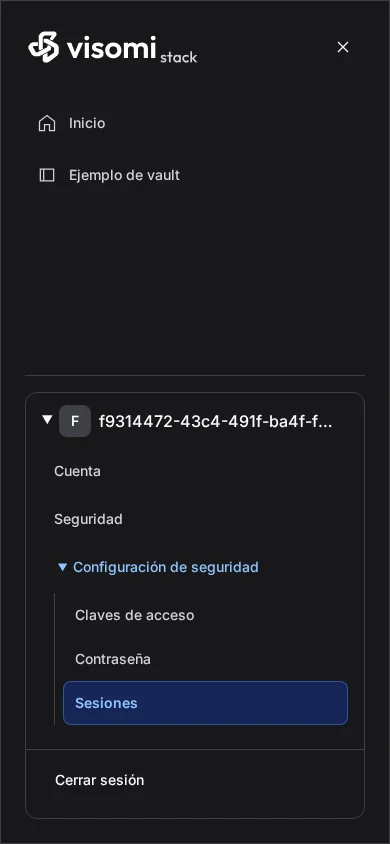 visomi stack
Inicio
Ejemplo de vault
F f9314472-43c4-491f-ba4f-f...
Cuenta
Seguridad
Configuración de seguridad
Claves de acceso
Contraseña
Sesiones
Cerrar sesión